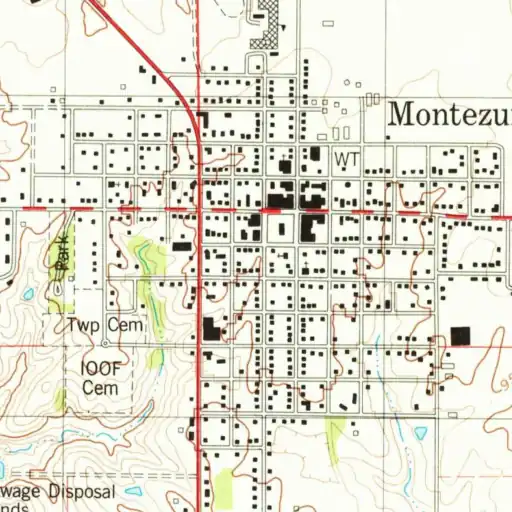 Montezu
WT
Park
Twp Cem
IOOF
Cem
wage Disposal
nds